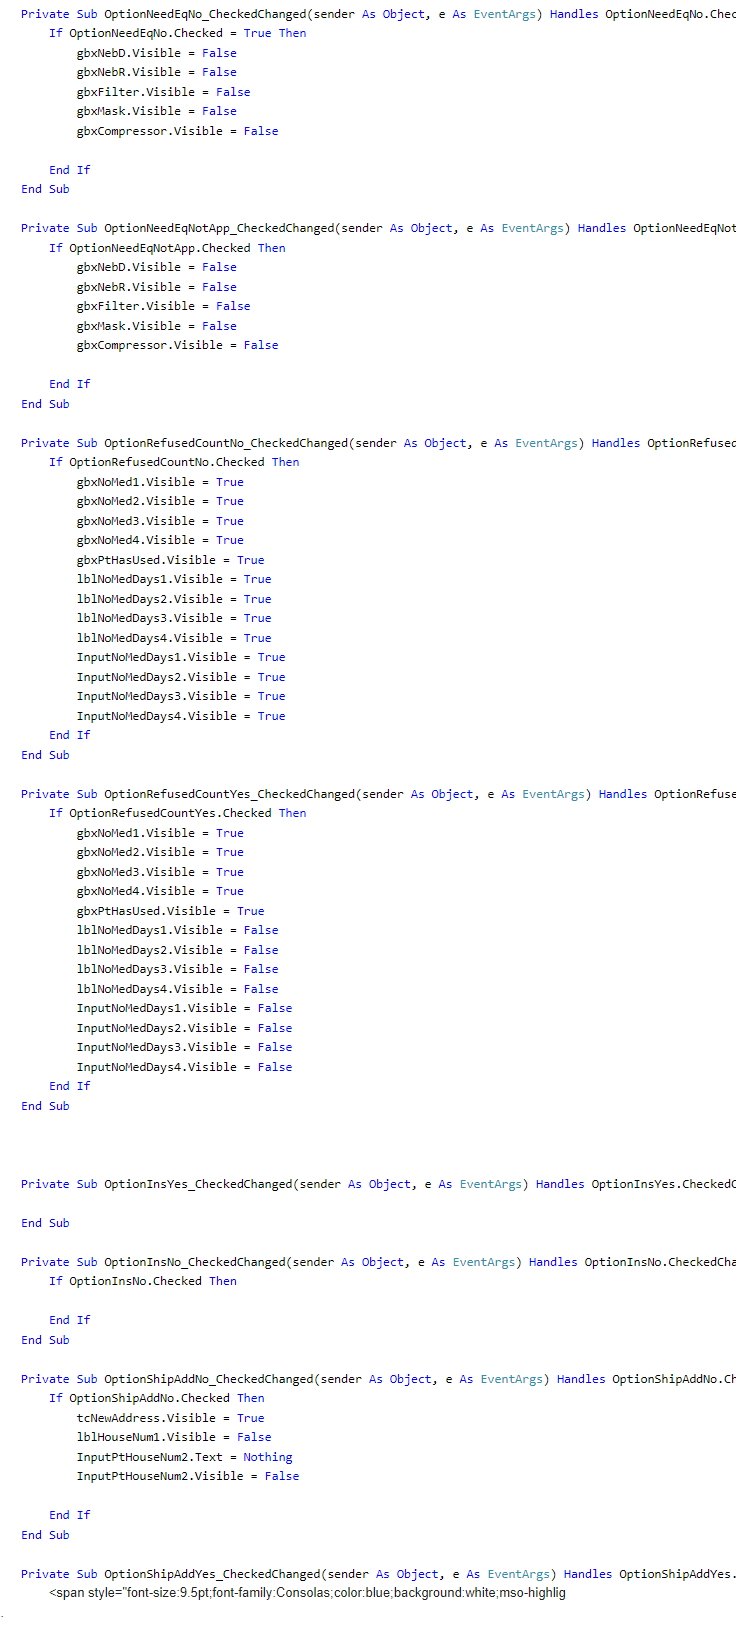 Private Sub OptionNeedEqNo_CheckedChanged(sender As Object, e As EventArgs) Handles OptionNeedEqNo.Chec
If OptionNeedEqNo.Checked = True Then
gbxNebD.Visible = False
gbxNebR.Visible = False
gbxFilter.Visible = False
gbxMask.Visible = False
gbxCompressor.Visible = False
End If
End Sub
Private Sub OptionNeedEqNotApp_CheckedChanged(sender As Object, e As EventArgs) Handles OptionNeedEqNot
If OptionNeedEqNotApp.Checked Then
gbxNebD.Visible = False
gbxNebR.Visible = False
gbxFilter.Visible = False
gbxMask.Visible = False
gbxCompressor.Visible = False
End If
End Sub
Private Sub OptionRefusedCountNo_CheckedChanged(sender As Object, e As EventArgs) Handles OptionRefused
If OptionRefusedCountNo.Checked Then
gbxNoMed1.Visible = True
gbxNoMed2.Visible = True
gbxNoMed3.Visible = True
gbxNoMed4.Visible = True
gbxPtHasUsed.Visible = True
lblNoMedDays1.Visible = True
lblNoMedDays2.Visible = True
lblNoMedDays3.Visible = True
lblNoMedDays4.Visible = True
InputNoMedDays1.Visible = True
InputNoMedDays2.Visible = True
InputNoMedDays3.Visible = True
InputNoMedDays4.Visible = True
End If
End Sub
Private Sub OptionRefusedCountYes_CheckedChanged(sender As Object, e As EventArgs) Handles OptionRefuse
If OptionRefusedCountYes.Checked Then
gbxNoMed1.Visible = True
gbxNoMed2.Visible = True
gbxNoMed3.Visible = True
gbxNoMed4.Visible = True
gbxPtHasUsed.Visible = True
lblNoMedDays1.Visible = False
lblNoMedDays2.Visible = False
lblNoMedDays3.Visible = False
lblNoMedDays4.Visible = False
InputNoMedDays1.Visible = False
InputNoMedDays2.Visible = False
InputNoMedDays3.Visible = False
InputNoMedDays4.Visible = False
End If
End Sub
Private Sub OptionInsYes_CheckedChanged(sender As Object, e As EventArgs) Handles OptionInsYes.CheckedC
End Sub
Private Sub OptionInsNo_CheckedChanged(sender As Object, e As EventArgs) Handles OptionInsNo.CheckedCha
If OptionInsNo.Checked Then
End If
End Sub
Private Sub OptionShipAddNo_CheckedChanged(sender As Object, e As EventArgs) Handles OptionShipAddNo.Ch
If OptionShipAddNo.Checked Then
tcNewAddress.Visible = True
lblHouseNum1.Visible = False
InputPtHouseNum2.Text = Nothing
InputPtHouseNum2.Visible = False
End If
End Sub
Private Sub OptionShipAddYes_CheckedChanged(sender As Object, e As EventArgs) Handles OptionShipAddYes.
<span style="font-size:9.5pt;font-family:Consolas;color:blue;background:white;mso-highlig
.